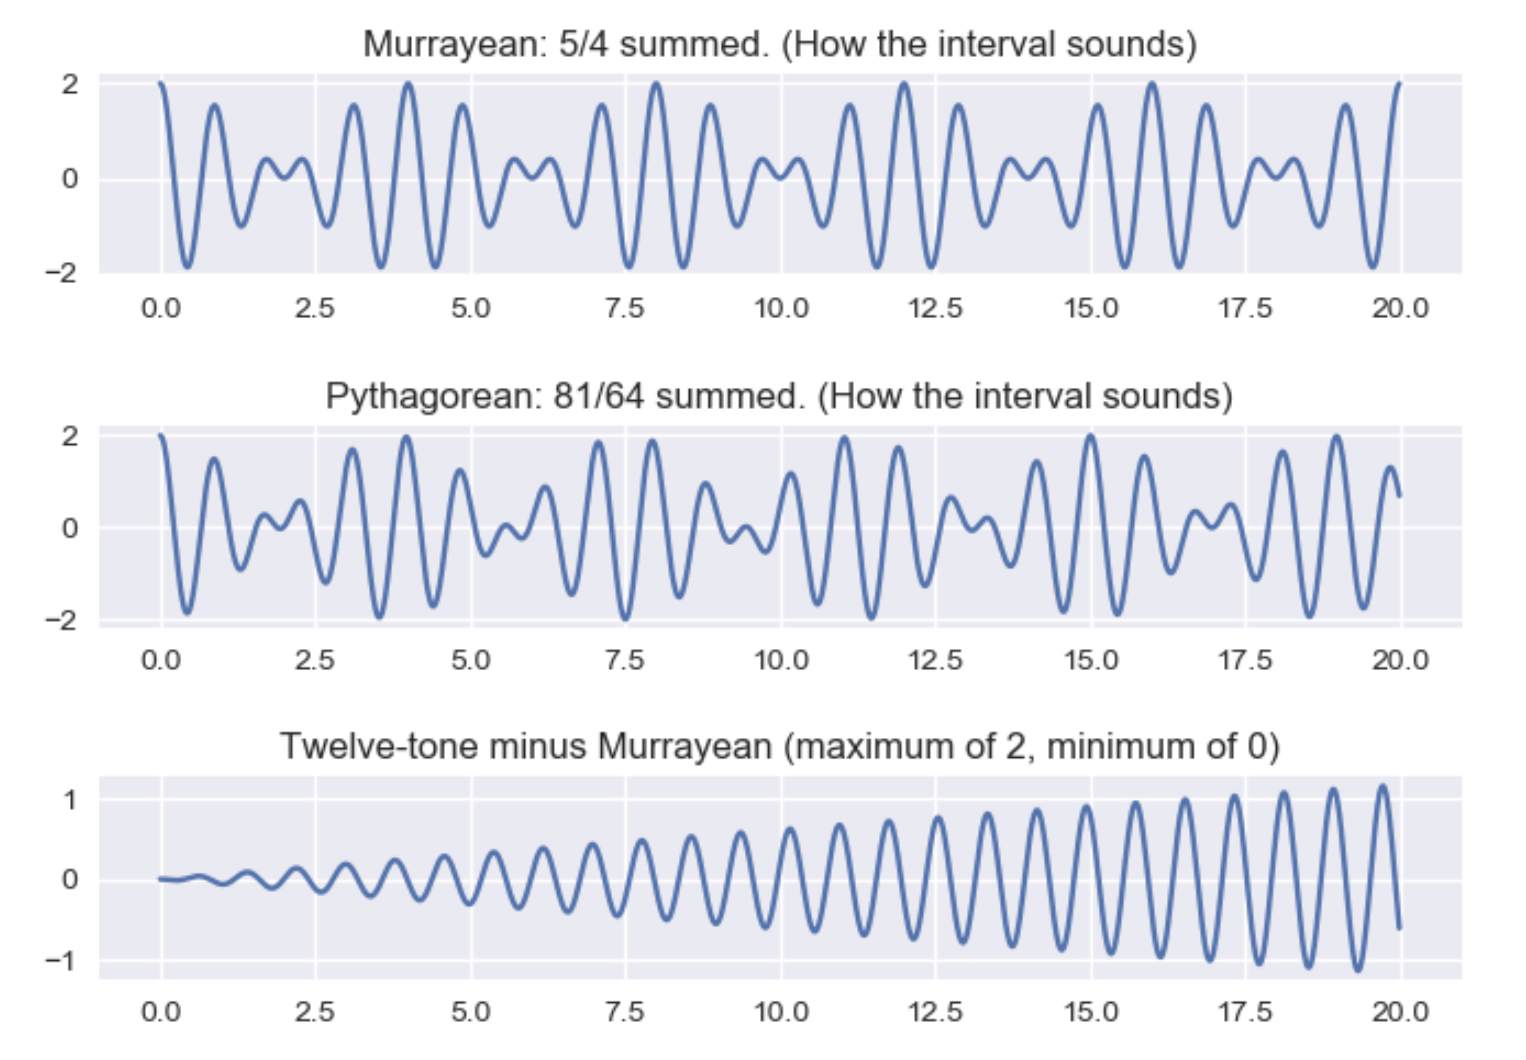 Murrayean: 5/4 summed. (How the interval sounds)
2
0
−2
0.0 2.5 5.0 7.5 10.0 12.5 15.0 17.5 20.0
Pythagorean: 81/64 summed. (How the interval sounds)
2
0
−2
0.0 2.5 5.0 7.5 10.0 12.5 15.0 17.5 20.0
Twelve-tone minus Murrayean (maximum of 2, minimum of 0)
1
0
−1
0.0 2.5 5.0 7.5 10.0 12.5 15.0 17.5 20.0